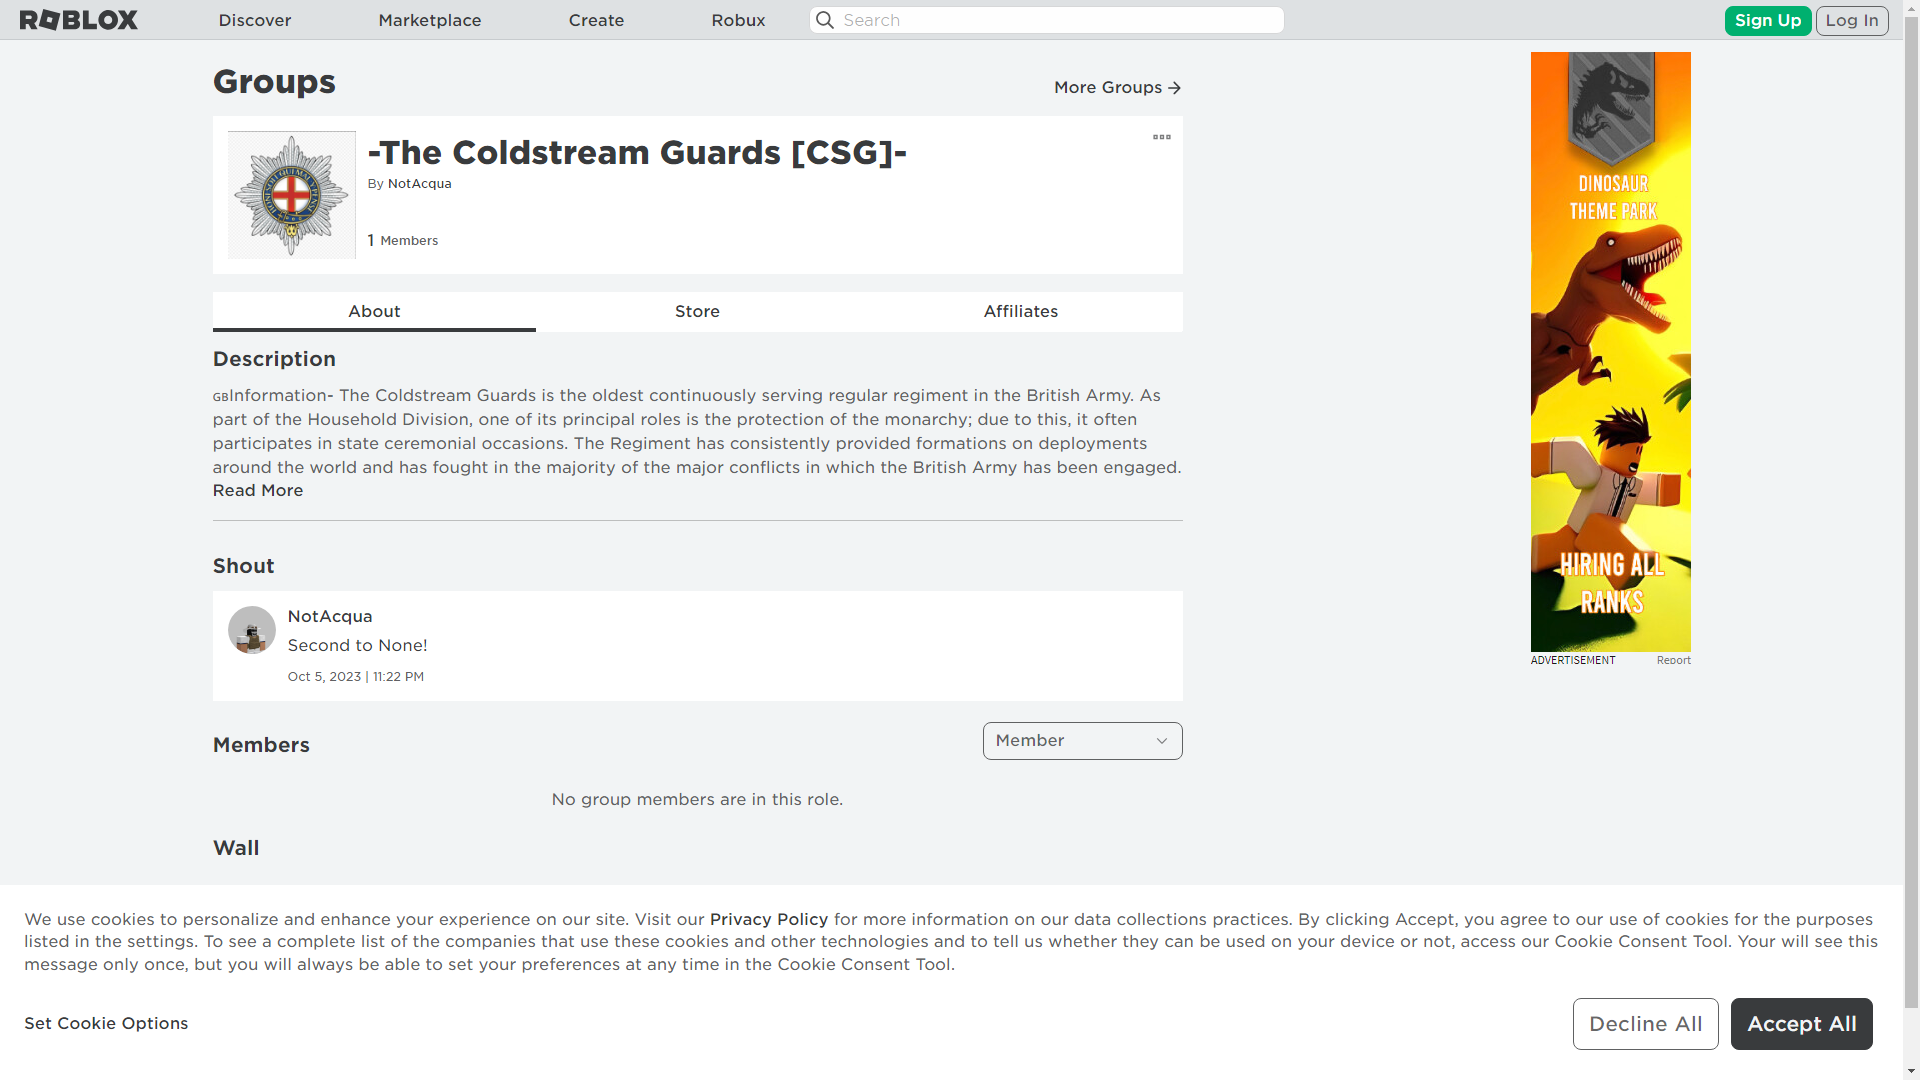 ROBLOX
Discover
Marketplace
Create
Robux
Search
Sign Up
Log In
Groups
More Groups
-The Coldstream Guards [CSG]-
By NotAcqua
1 Members
About
Store
Affiliates
Description
GBInformation- The Coldstream Guards is the oldest continuously serving regular regiment in the British Army. As
part of the Household Division, one of its principal roles is the protection of the monarchy; due to this, it often
participates in state ceremonial occasions. The Regiment has consistently provided formations on deployments
around the world and has fought in the majority of the major conflicts in which the British Army has been engaged.
Read More
Shout
NotAcqua
Second to None!
Oct 5, 2023 | 11:22 PM
Members
Member
No group members are in this role.
Wall
DINOSAUR
THEME PARK
HIRING ALL
RANKS
ADVERTISEMENT
Report
We use cookies to personalize and enhance your experience on our site. Visit our Privacy Policy for more information on our data collections practices. By clicking Accept, you agree to our use of cookies for the purposes
listed in the settings. To see a complete list of the companies that use these cookies and other technologies and to tell us whether they can be used on your device or not, access our Cookie Consent Tool. Your will see this
message only once, but you will always be able to set your preferences at any time in the Cookie Consent Tool.
Set Cookie Options
Decline All
Accept All